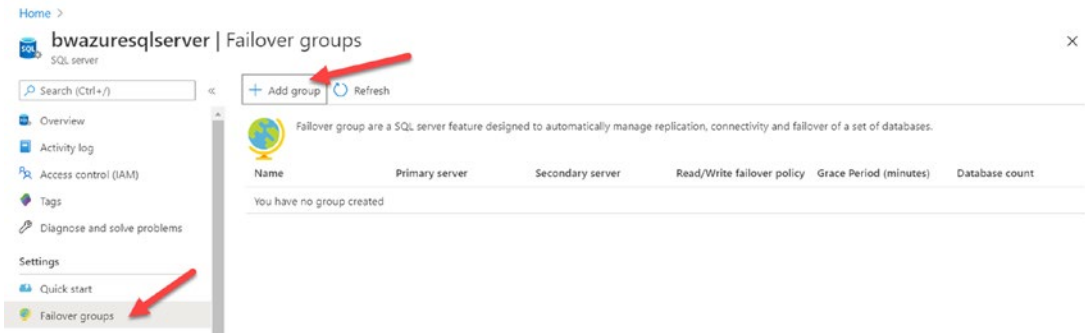 Home >
bwazuresqlserver | Failover groups
SQL server
Search (Ctrl+/)
«
+ Add group
Refresh
Overview
Activity log
Access control (IAM)
Tags
Diagnose and solve problems
Settings
Quick start
Failover groups
Failover group are a SQL server feature designed to automatically manage replication, connectivity and failover of a set of databases.
Name Primary server Secondary server Read/Write failover policy Grace Period (minutes) Database count
You have no group created